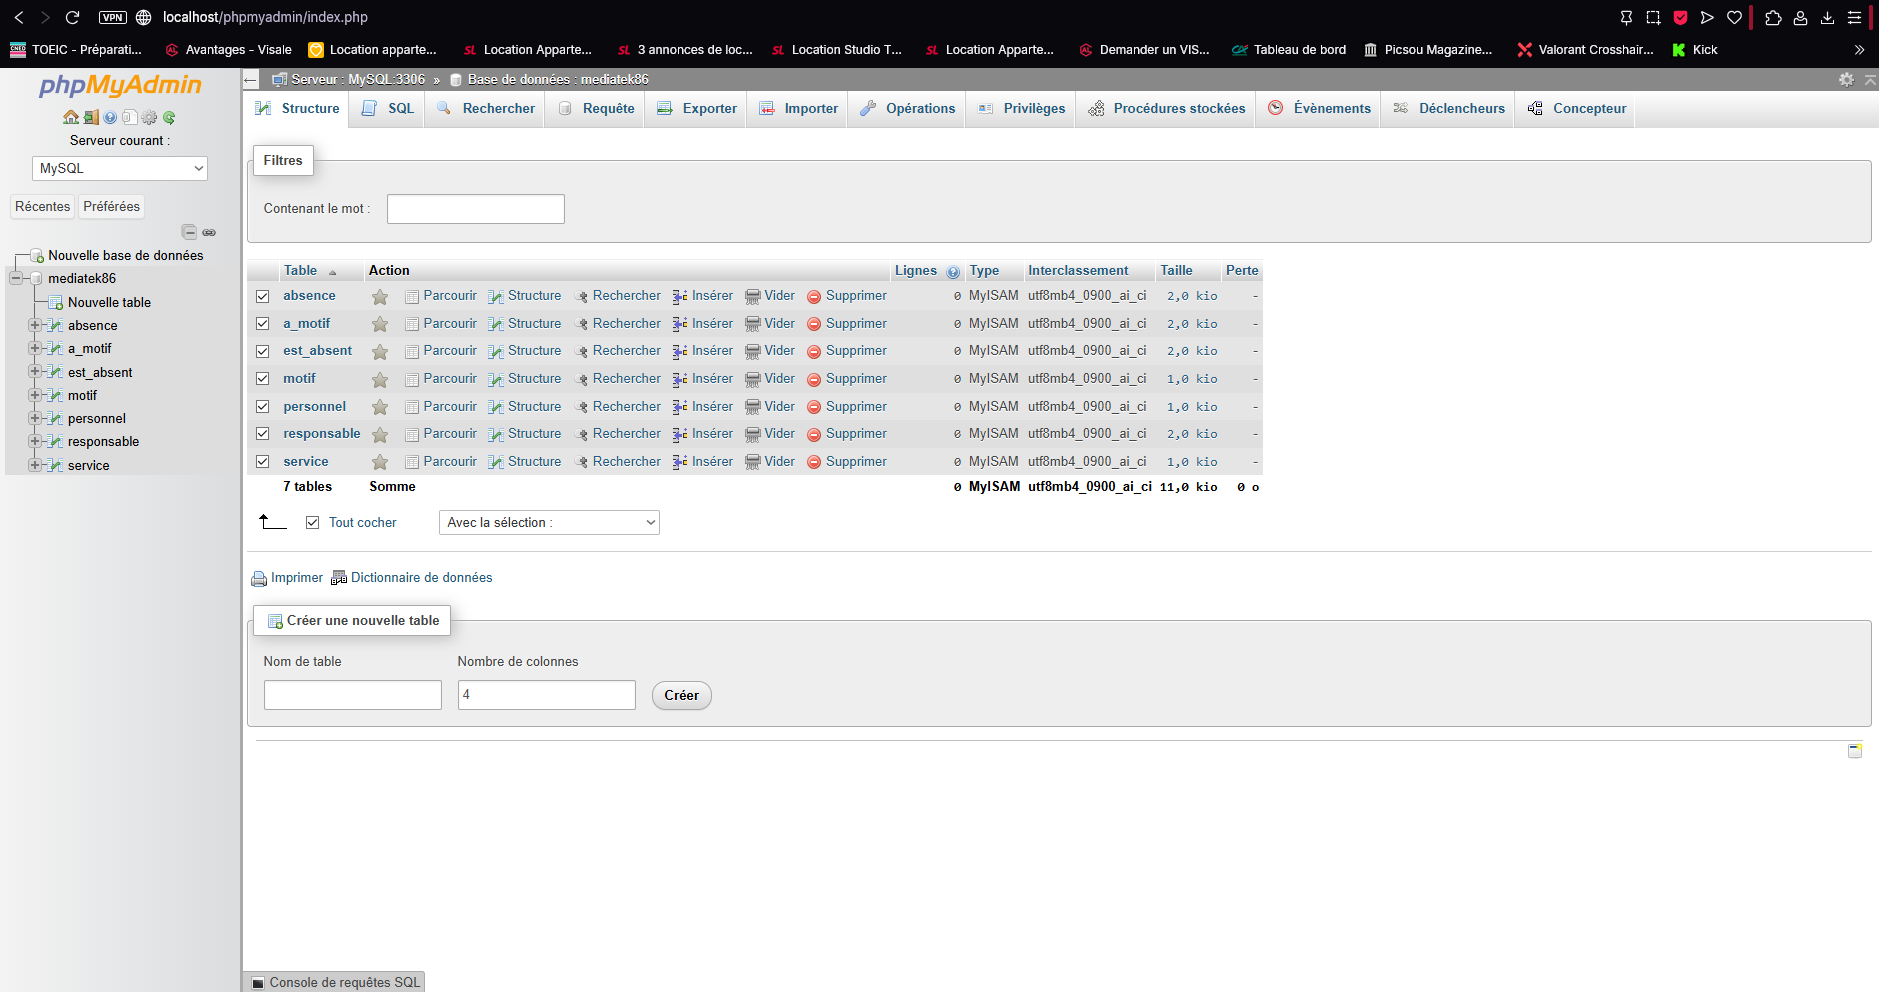 VPN localhost/phpmyadmin/index.php
TOEIC - Préparati... Avantages - Visale Location apparte... SL Location Apparte... SL 3 annonces de loc... SL Location Studio T... SL Location Apparte... Demander un VIS... Tableau de bord Picsou Magazine... Valorant Crosshair... Kick
phpMyAdmin
Serveur courant :
MySQL
Récentes Préférées
Nouvelle base de données
mediatek86
Nouvelle table
absence
a_motif
est_absent
motif
personnel
responsable
service
Serveur : MySQL:3306 » Base de données : mediatek86
Structure SQL Rechercher Requête Exporter Importer Opérations Privilèges Procédures stockées Évènements Déclencheurs Concepteur
Filtres
Contenant le mot :
Table Action Lignes Type Interclassement Taille Perte
absence Parcourir Structure Rechercher Insérer Vider Supprimer 0 MyISAM utf8mb4_0900_ai_ci 2,0 kio -
a_motif Parcourir Structure Rechercher Insérer Vider Supprimer 0 MyISAM utf8mb4_0900_ai_ci 2,0 kio -
est_absent Parcourir Structure Rechercher Insérer Vider Supprimer 0 MyISAM utf8mb4_0900_ai_ci 2,0 kio -
motif Parcourir Structure Rechercher Insérer Vider Supprimer 0 MyISAM utf8mb4_0900_ai_ci 1,0 kio -
personnel Parcourir Structure Rechercher Insérer Vider Supprimer 0 MyISAM utf8mb4_0900_ai_ci 1,0 kio -
responsable Parcourir Structure Rechercher Insérer Vider Supprimer 0 MyISAM utf8mb4_0900_ai_ci 2,0 kio -
service Parcourir Structure Rechercher Insérer Vider Supprimer 0 MyISAM utf8mb4_0900_ai_ci 1,0 kio -
7 tables Somme 0 MyISAM utf8mb4_0900_ai_ci 11,0 kio 0 o
Tout cocher Avec la sélection :
Imprimer Dictionnaire de données
Créer une nouvelle table
Nom de table Nombre de colonnes
4 Créer
Console de requêtes SQL